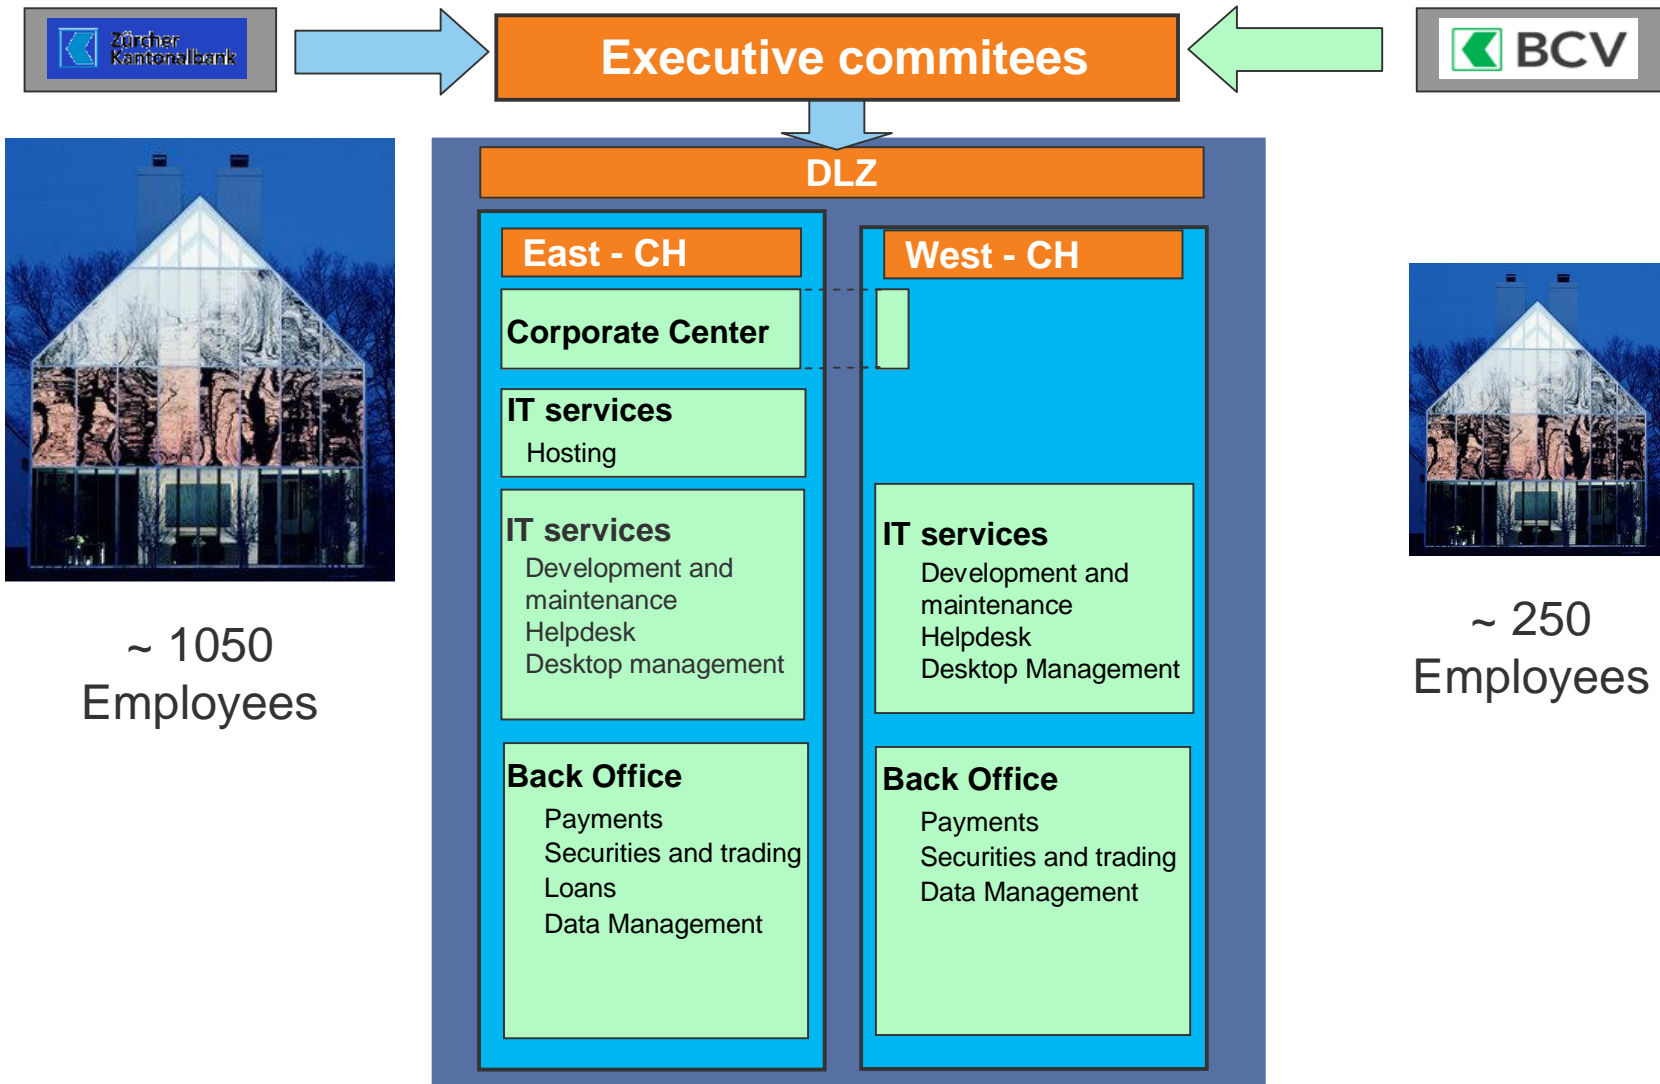 Zürcher
Kantonalbank
Executive commitees
BCV
DLZ
East - CH
Corporate Center
IT services
Hosting
IT services
Development and
maintenance
Helpdesk
Desktop management
Back Office
Payments
Securities and trading
Loans
Data Management
West - CH
IT services
Development and
maintenance
Helpdesk
Desktop Management
Back Office
Payments
Securities and trading
Data Management
~ 1050
Employees
~ 250
Employees